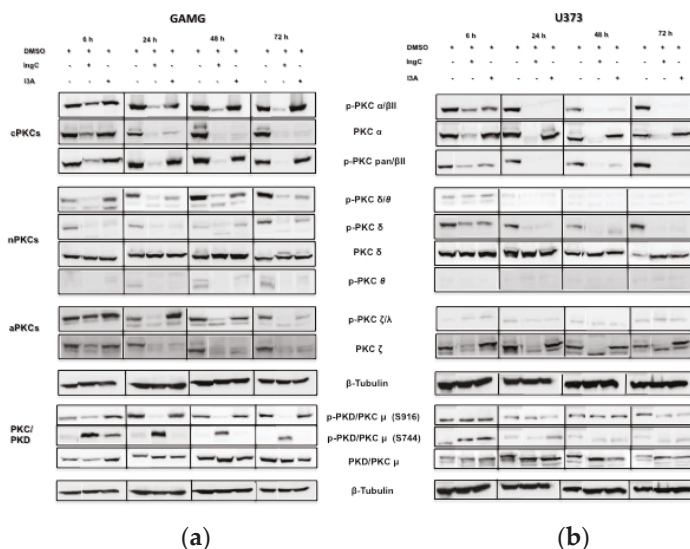 GAMG
U373
6 h 24 h 48 h 72 h
6 h 24 h 48 h 72 h
DMSO + + + + + + + + + + + +
DMSO + + + + + + + + + + + +
IngC - + - - + - - + - - + -
IngC - + - - + - - + - - + -
I3A - - + - - + - - + - - +
I3A - - + - - + - - + - - +
cPKCs
p-PKC α/βII
PKC α
p-PKC pan/βII
nPKCs
p-PKC δ/θ
p-PKC δ
PKC δ
p-PKC θ
aPKCs
p-PKC ζ/λ
PKC ζ
β-Tubulin
PKC/
PKD
p-PKD/PKC μ (S916)
p-PKD/PKC μ (S744)
PKD/PKC μ
β-Tubulin
(a)
(b)